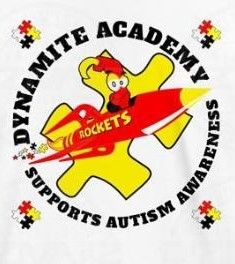 DYNAMITE ACADEMY
ROCKETS
SUPPORTS AUTISM AWARENESS